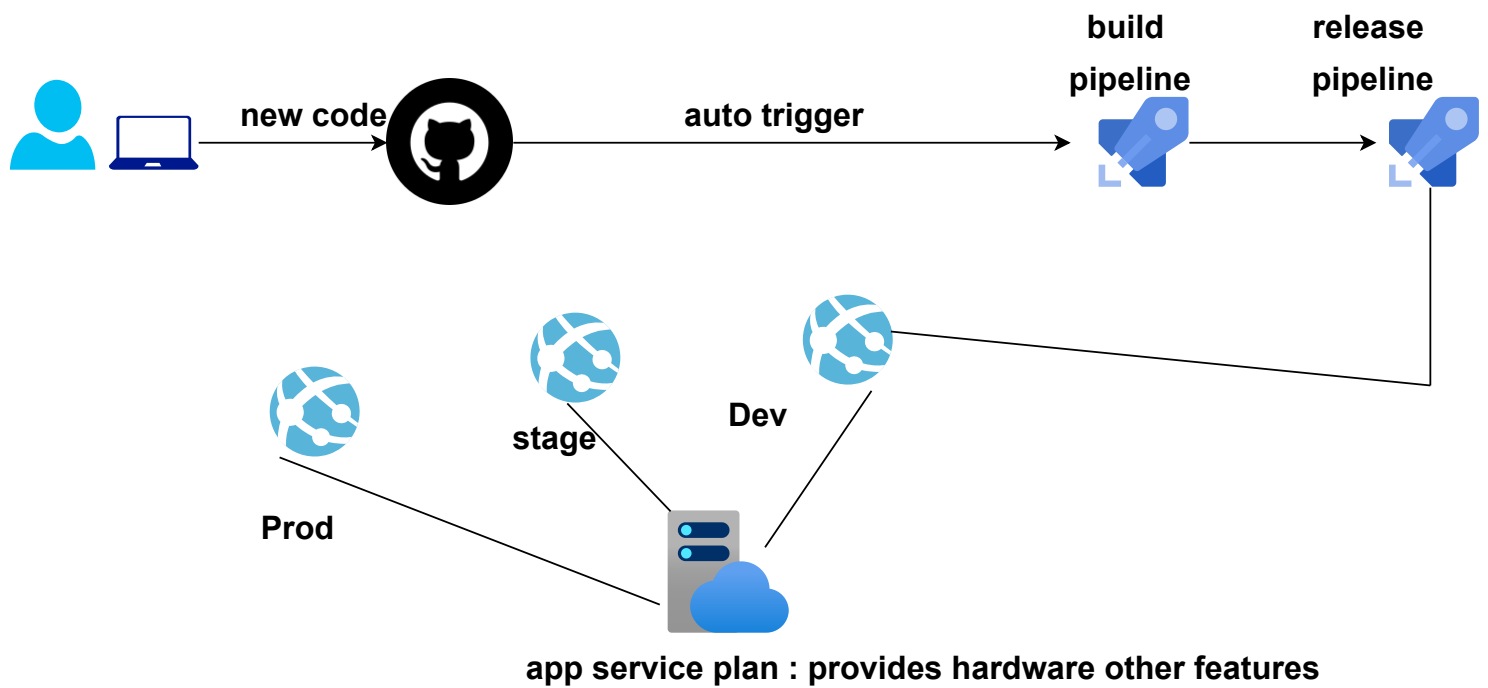 build
pipeline
release
pipeline
new code
auto trigger
Dev
stage
Prod
app service plan : provides hardware other features